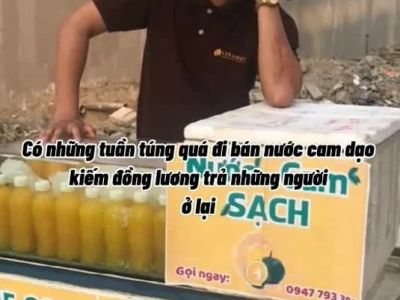 Có những tuần túng quá đi bán nước cam dạo
kiếm đồng lương trả những người
ở lại
Nước Cam
SẠCH
Gọi ngay:
0947 793